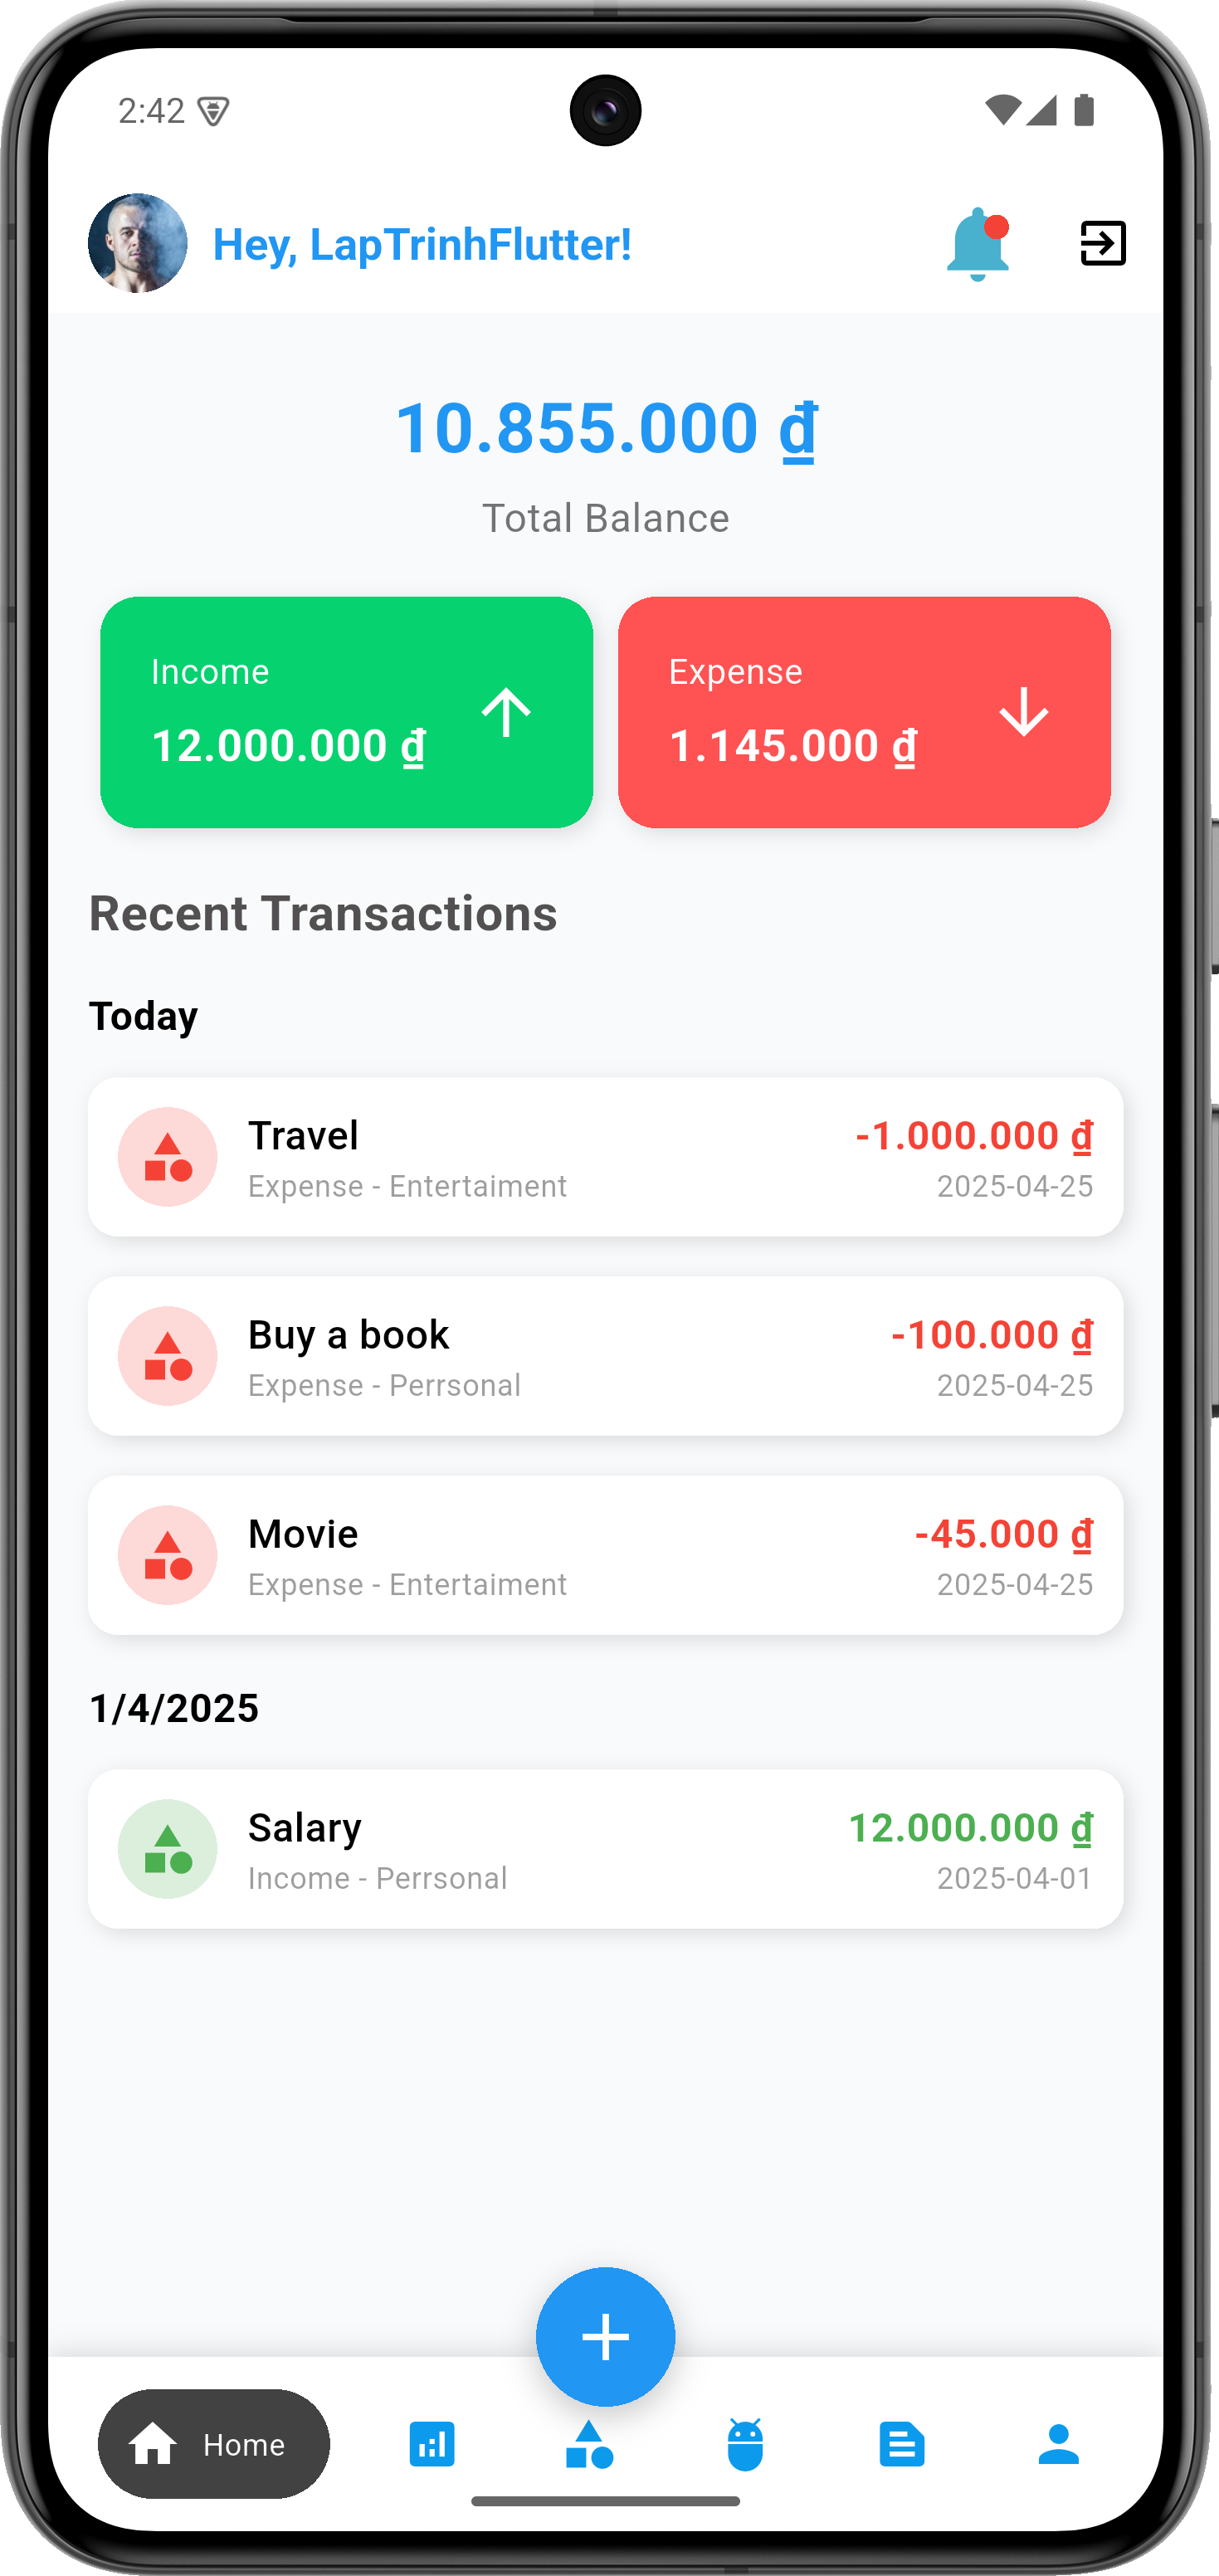 2:42
Hey, LapTrinhFlutter!
10.855.000 ₫
Total Balance
Income
12.000.000 ₫
Expense
1.145.000 ₫
Recent Transactions
Today
Travel
-1.000.000 ₫
Expense - Entertaiment
2025-04-25
Buy a book
-100.000 ₫
Expense - Perrsonal
2025-04-25
Movie
-45.000 ₫
Expense - Entertaiment
2025-04-25
1/4/2025
Salary
12.000.000 ₫
Income - Perrsonal
2025-04-01
Home